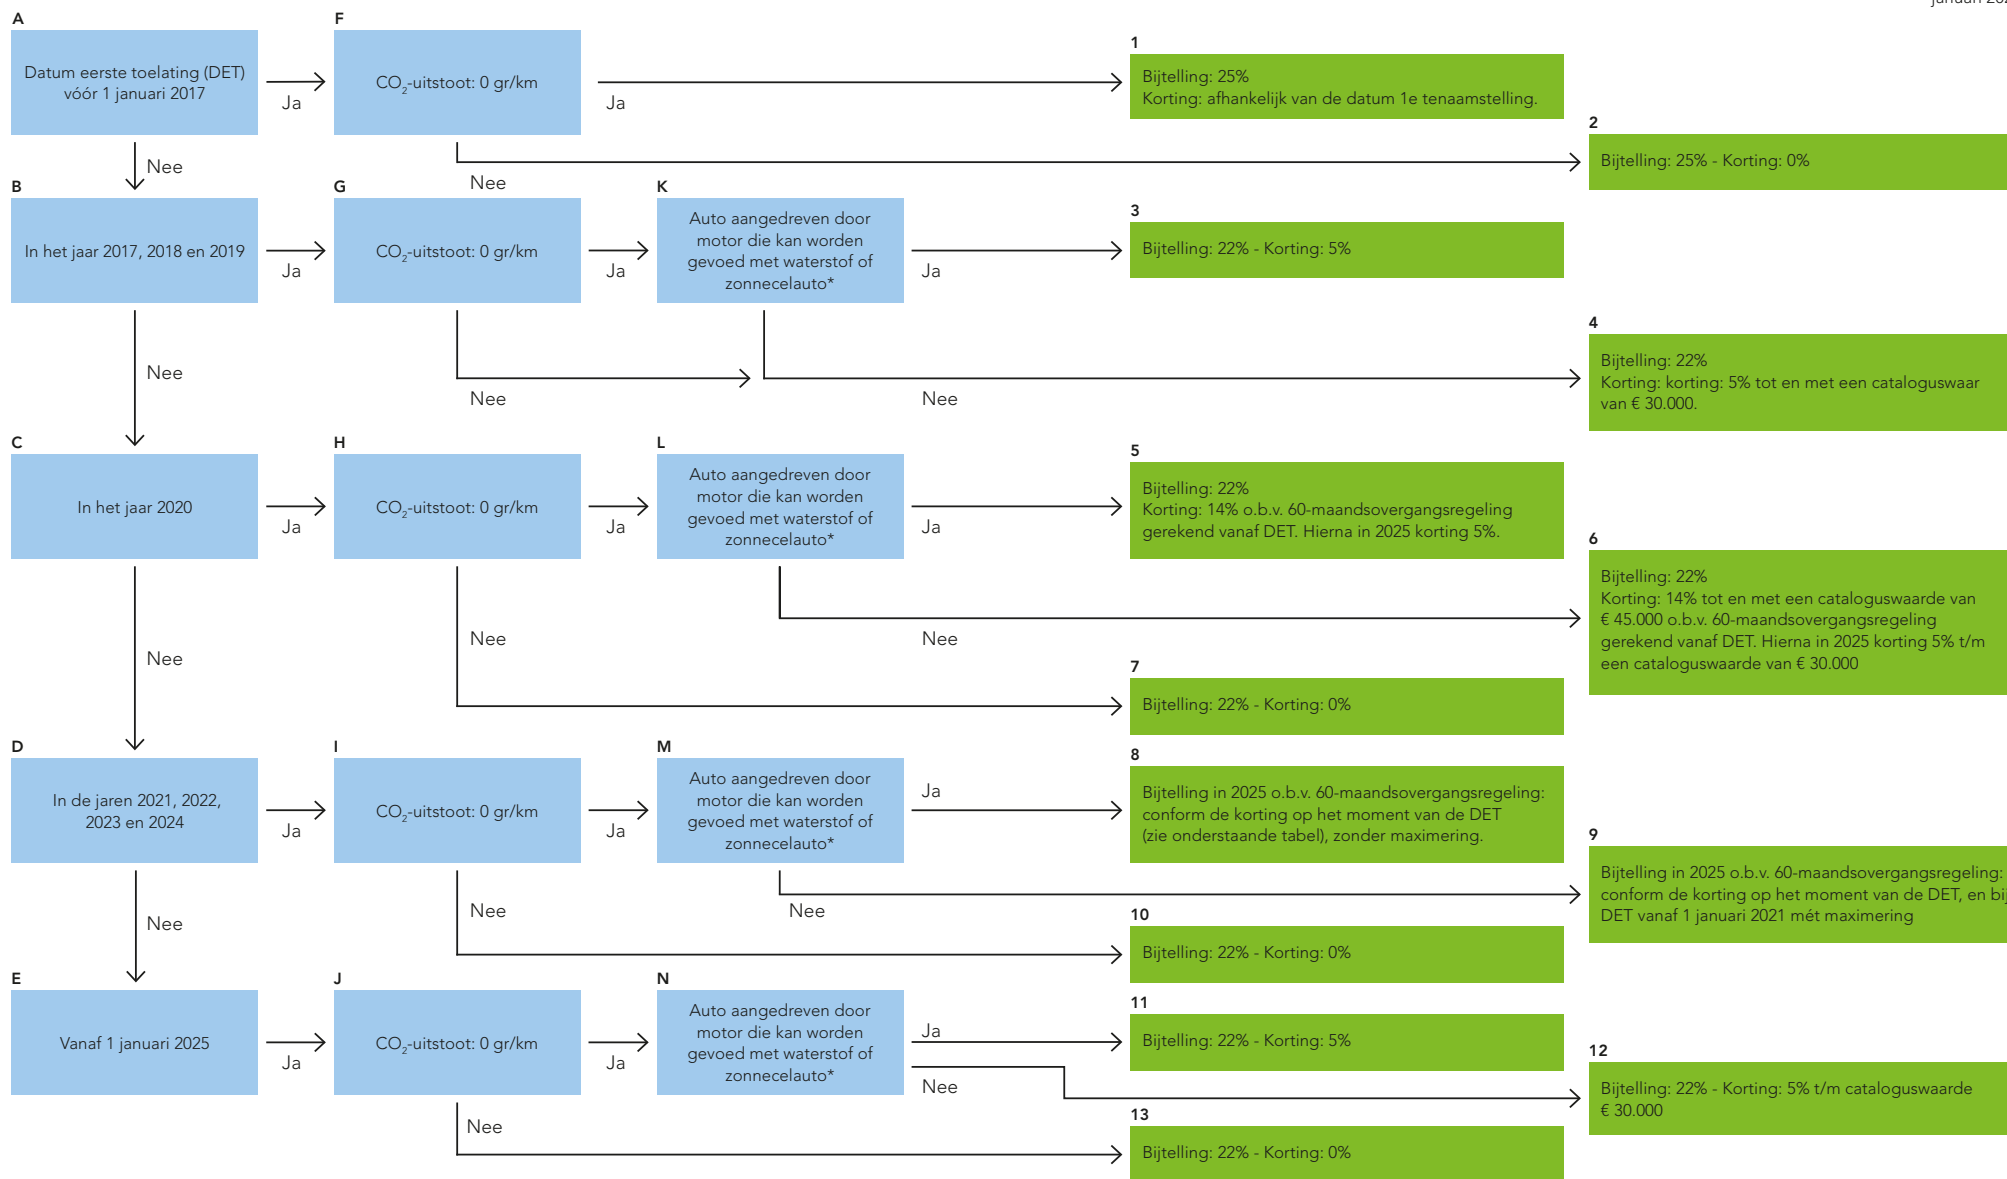 januari 202
A
Datum eerste toelating (DET)
vóór 1 januari 2017
Ja
Nee
F
CO2-uitstoot: 0 gr/km
Ja
Nee
1
Bijtelling: 25%
Korting: afhankelijk van de datum 1e tenaamstelling.
2
Bijtelling: 25% - Korting: 0%
B
In het jaar 2017, 2018 en 2019
Ja
Nee
G
CO2-uitstoot: 0 gr/km
Ja
Nee
K
Auto aangedreven door
motor die kan worden
gevoed met waterstof of
zonnecelauto*
Ja
Nee
3
Bijtelling: 22% - Korting: 5%
4
Bijtelling: 22%
Korting: korting: 5% tot en met een cataloguswaar
van € 30.000.
C
In het jaar 2020
Ja
Nee
H
CO2-uitstoot: 0 gr/km
Ja
Nee
L
Auto aangedreven door
motor die kan worden
gevoed met waterstof of
zonnecelauto*
Ja
Nee
5
Bijtelling: 22%
Korting: 14% o.b.v. 60-maandsovergangsregeling
gerekend vanaf DET. Hierna in 2025 korting 5%.
6
Bijtelling: 22%
Korting: 14% tot en met een cataloguswaarde van
€ 45.000 o.b.v. 60-maandsovergangsregeling
gerekend vanaf DET. Hierna in 2025 korting 5% t/m
een cataloguswaarde van € 30.000
7
Bijtelling: 22% - Korting: 0%
D
In de jaren 2021, 2022,
2023 en 2024
Ja
Nee
I
CO2-uitstoot: 0 gr/km
Ja
Nee
M
Auto aangedreven door
motor die kan worden
gevoed met waterstof of
zonnecelauto*
Ja
Nee
8
Bijtelling in 2025 o.b.v. 60-maandsovergangsregeling:
conform de korting op het moment van de DET
(zie onderstaande tabel), zonder maximering.
9
Bijtelling in 2025 o.b.v. 60-maandsovergangsregeling:
conform de korting op het moment van de DET, en bij
DET vanaf 1 januari 2021 mét maximering
10
Bijtelling: 22% - Korting: 0%
E
Vanaf 1 januari 2025
Ja
J
CO2-uitstoot: 0 gr/km
Ja
Nee
N
Auto aangedreven door
motor die kan worden
gevoed met waterstof of
zonnecelauto*
Ja
Nee
11
Bijtelling: 22% - Korting: 5%
12
Bijtelling: 22% - Korting: 5% t/m cataloguswaarde
€ 30.000
13
Bijtelling: 22% - Korting: 0%